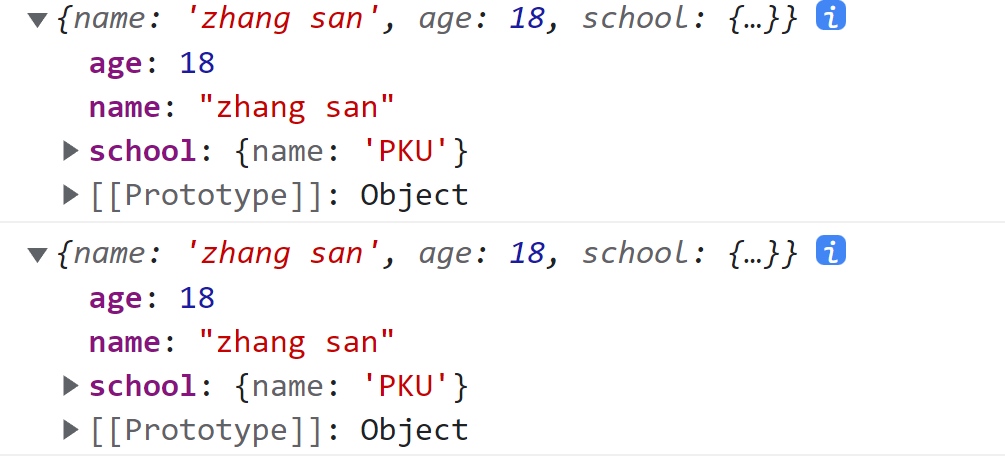 ▼{name: 'zhang san', age: 18, school: {…}} i
age: 18
name: "zhang san"
▶ school: {name: 'PKU'}
▶ [[Prototype]]: Object
▼{name: 'zhang san', age: 18, school: {…}} i
age: 18
name: "zhang san"
▶ school: {name: 'PKU'}
▶ [[Prototype]]: Object